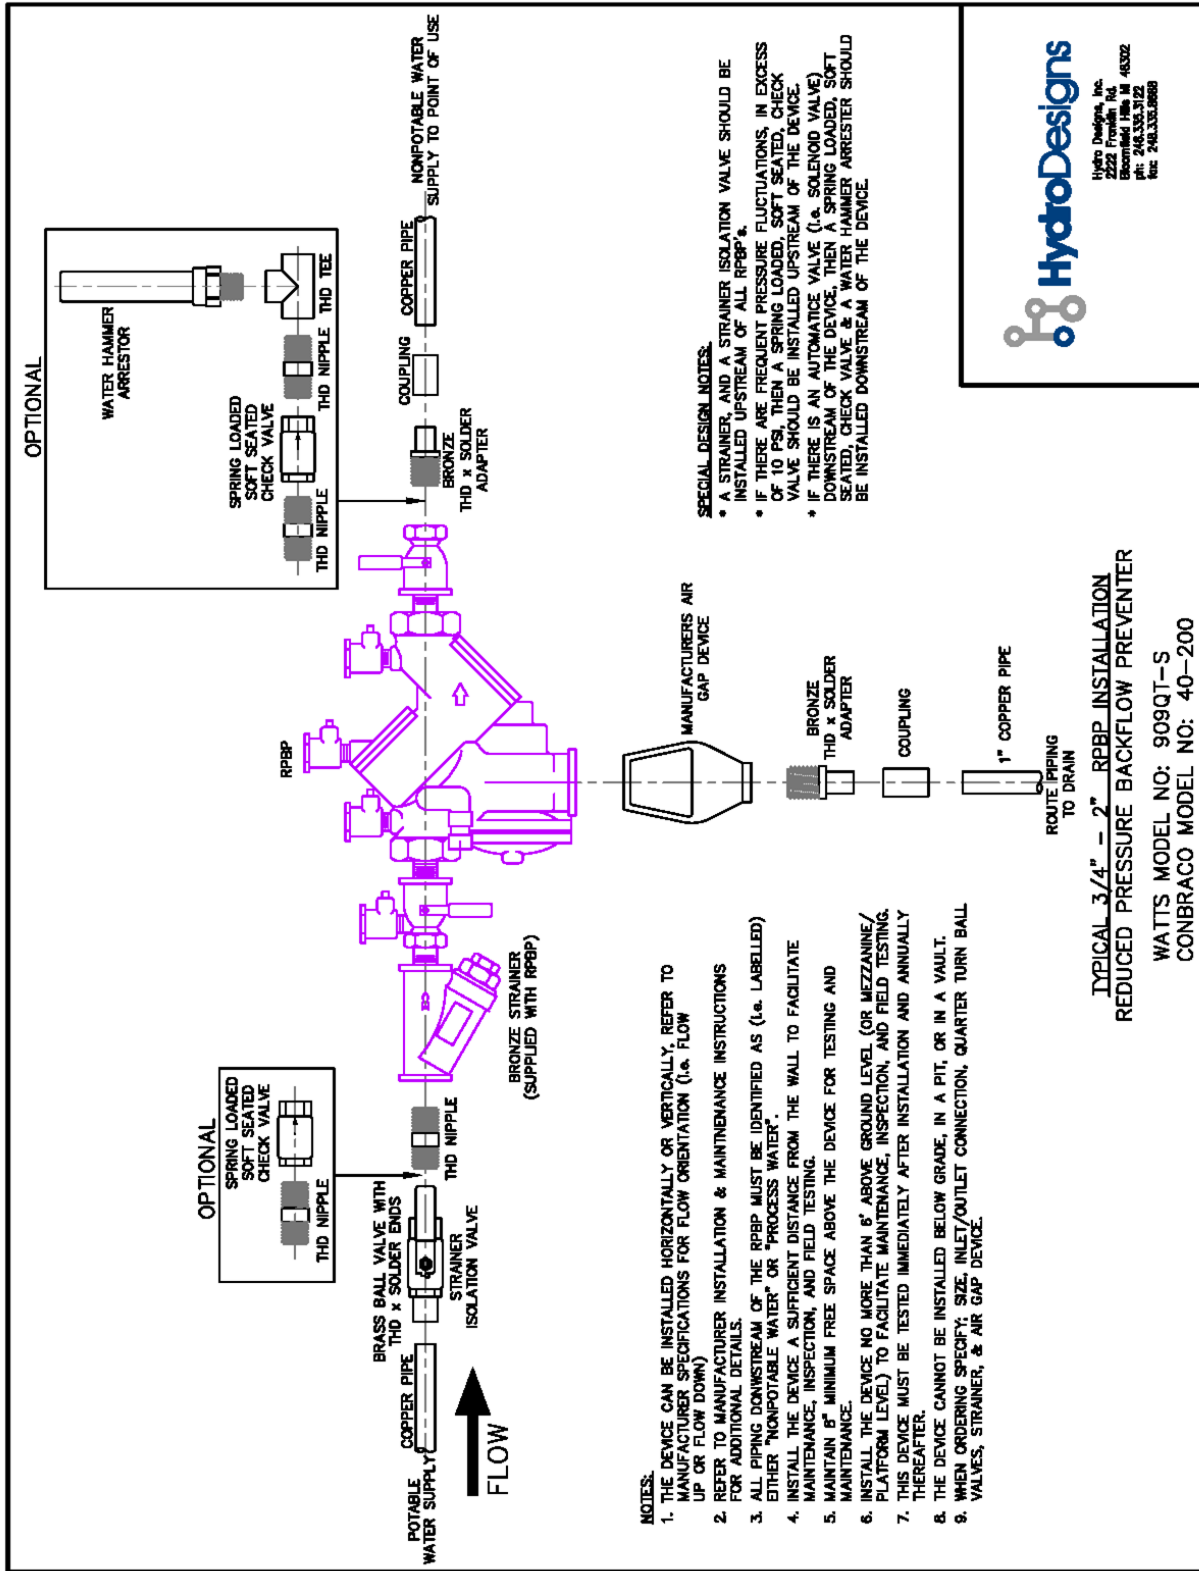 OPTIONAL
SPRING LOADED
SOFT SEATED
CHECK VALVE
THD NIPPLE
OPTIONAL
WATER HAMMER
ARRESTOR
SPRING LOADED
SOFT SEATED
CHECK VALVE
THD NIPPLE
THD NIPPLE
THD TEE
POTABLE
WATER SUPPLY
COPPER PIPE
FLOW
BRASS BALL VALVE WITH
THD x SOLDER ENDS
STRAINER
ISOLATION VALVE
THD NIPPLE
BRONZE STRAINER
(SUPPLIED WITH RPBP)
RPBP
BRONZE
THD x SOLDER
ADAPTER
COUPLING
COPPER PIPE
NONPOTABLE WATER
SUPPLY TO POINT OF USE
MANUFACTURERS AIR
GAP DEVICE
BRONZE
THD x SOLDER
ADAPTER
COUPLING
1" COPPER PIPE
ROUTE PIPING
TO DRAIN
NOTES:
1. THE DEVICE CAN BE INSTALLED HORIZONTALLY OR VERTICALLY, REFER TO
MANUFACTURER SPECIFICATIONS FOR FLOW ORIENTATION (i.e. FLOW
UP OR FLOW DOWN)
2. REFER TO MANUFACTURER INSTALLATION & MAINTNENANCE INSTRUCTIONS
FOR ADDITIONAL DETAILS.
3. ALL PIPING DONWSTREAM OF THE RPBP MUST BE IDENTIFIED AS (i.e. LABELLED)
EITHER "NONPOTABLE WATER" OR "PROCESS WATER".
4. INSTALL THE DEVICE A SUFFICIENT DISTANCE FROM THE WALL TO FACILITATE
MAINTENANCE, INSPECTION, AND FIELD TESTING.
5. MAINTAIN 6" MINIMUM FREE SPACE ABOVE THE DEVICE FOR TESTING AND
MAINTENANCE.
6. INSTALL THE DEVICE NO MORE THAN 6' ABOVE GROUND LEVEL (OR MEZZANINE/
PLATFORM LEVEL) TO FACILITATE MAINTENANCE, INSPECTION, AND FIELD TESTING.
7. THIS DEVICE MUST BE TESTED IMMEDIATELY AFTER INSTALLATION AND ANNUALLY
THEREAFTER.
8. THE DEVICE CANNOT BE INSTALLED BELOW GRADE, IN A PIT, OR IN A VAULT.
9. WHEN ORDERING SPECIFY: SIZE, INLET/OUTLET CONNECTION, QUARTER TURN BALL
VALVES, STRAINER, & AIR GAP DEVICE.
SPECIAL DESIGN NOTES:
* A STRAINER, AND A STRAINER ISOLATION VALVE SHOULD BE
INSTALLED UPSTREAM OF ALL RPBP's.
* IF THERE ARE FREQUENT PRESSURE FLUCTUATIONS, IN EXCESS
OF 10 PSI, THEN A SPRING LOADED, SOFT SEATED, CHECK
VALVE SHOULD BE INSTALLED UPSTREAM OF THE DEVICE.
* IF THERE IS AN AUTOMATICE VALVE (i.e. SOLENOID VALVE)
DOWNSTREAM OF THE DEVICE, THEN A SPRING LOADED, SOFT
SEATED, CHECK VALVE & A WATER HAMMER ARRESTER SHOULD
BE INSTALLED DOWNSTREAM OF THE DEVICE.
TYPICAL 3/4" - 2" RPBP INSTALLATION
REDUCED PRESSURE BACKFLOW PREVENTER
WATTS MODEL NO: 909QT-S
CONBRACO MODEL NO: 40-200
HydroDesigns
Hydro Designs, Inc.
2222 Franklin Rd.
Bloomfield Hills MI 48302
ph: 248.335.3122
fax: 248.335.8688